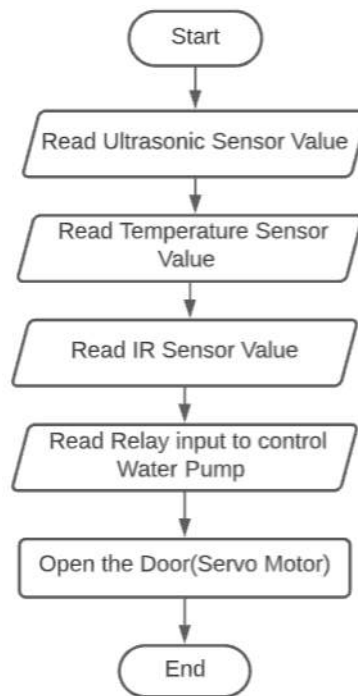 Start
Read Ultrasonic Sensor Value
Read Temperature Sensor
Value
Read IR Sensor Value
Read Relay input to control
Water Pump
Open the Door(Servo Motor)
End